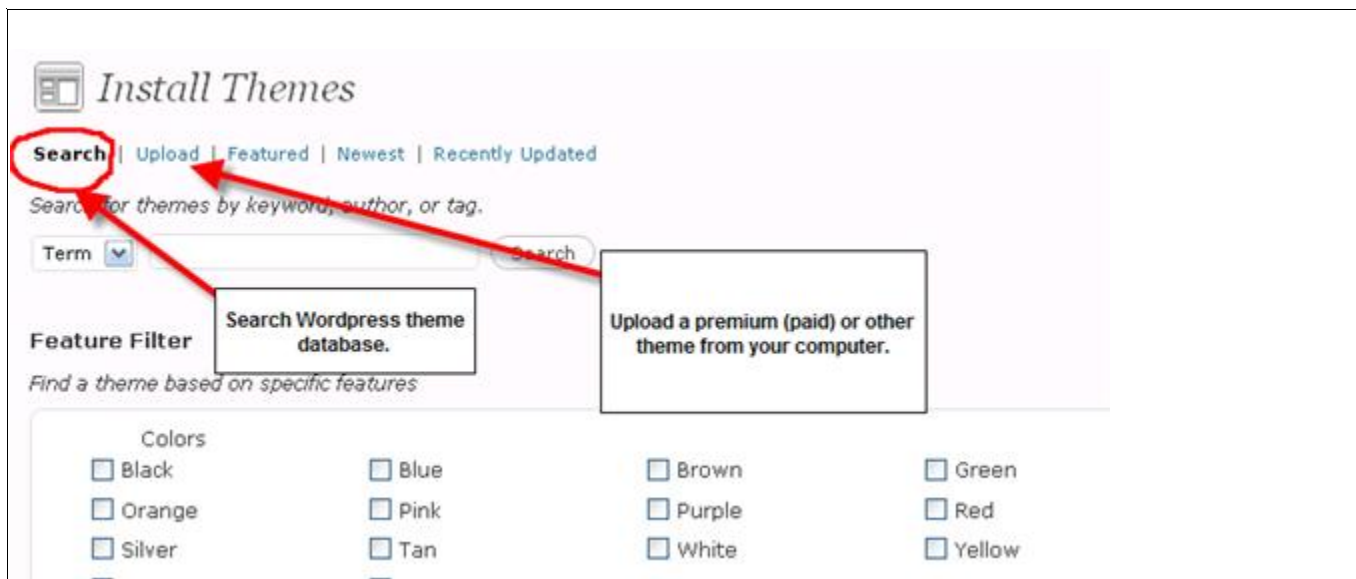 Install Themes
Search | Upload | Featured | Newest | Recently Updated
Search for themes by keyword, author, or tag.
Term Search
Search Wordpress theme
database.
Upload a premium (paid) or other
theme from your computer.
Feature Filter
Find a theme based on specific features
Colors
Black Blue Brown Green
Orange Pink Purple Red
Silver Tan White Yellow